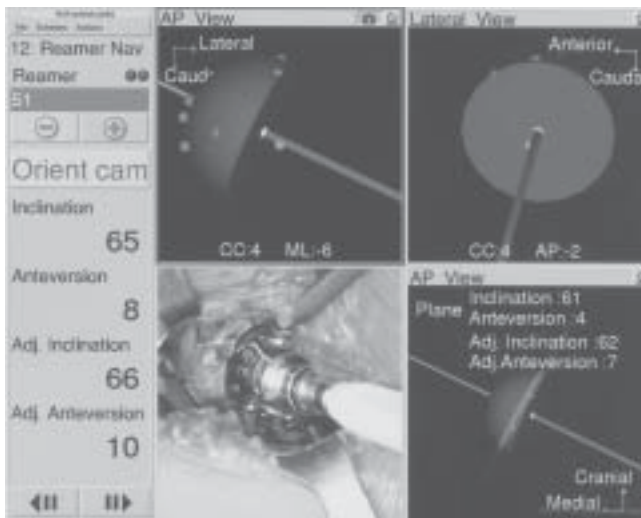 12. Reamer Nav
Reamer
51
Orient cam
Inclination
65
Anteversion
8
Adj. Inclination
66
Adj. Anteversion
10
AP View
Lateral
Caud
CC:4 ML:-6
Lateral View
Anterior
Cauda
CC:4 AP:-2
AP View
Plane
Inclination :61
Anteversion :4
Adj. Inclination :62
Adj.Anteversion :7
Cranial
Medial